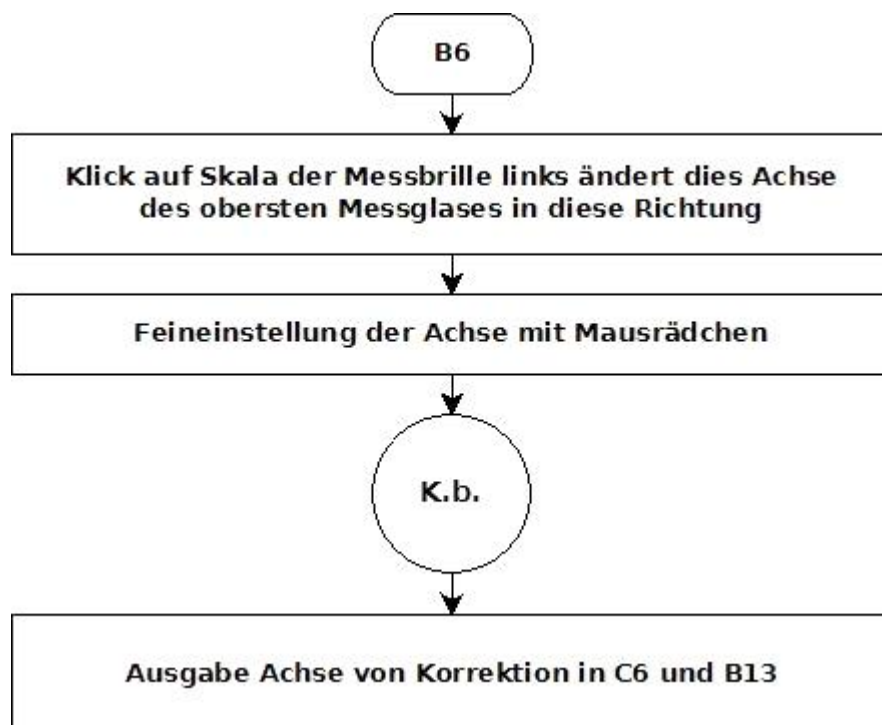 B6
Klick auf Skala der Messbrille links ändert dies Achse
des obersten Messglases in diese Richtung
Feineinstellung der Achse mit Mausrädchen
K.b.
Ausgabe Achse von Korrektion in C6 und B13